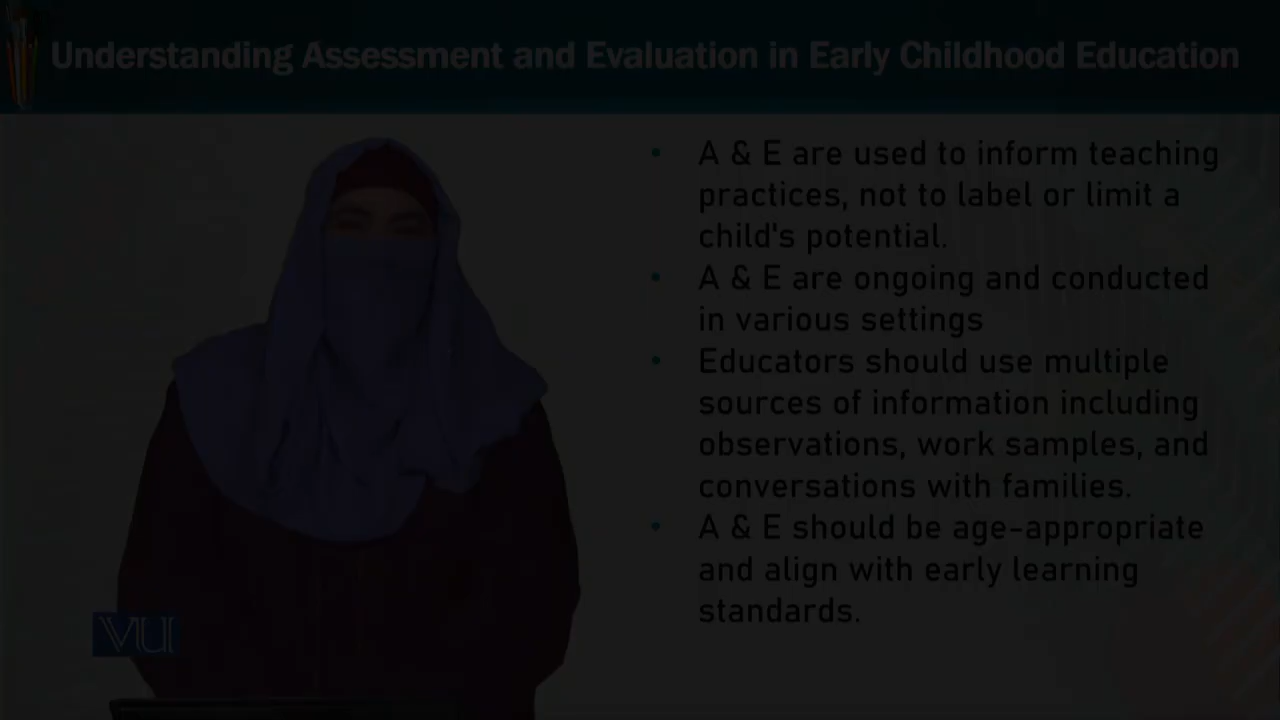 Understanding Assessment and Evaluation in Early Childhood Education
• A & E are used to inform teaching
practices, not to label or limit a
child's potential.
• A & E are ongoing and conducted
in various settings
• Educators should use multiple
sources of information including
observations, work samples, and
conversations with families.
• A & E should be age-appropriate
and align with early learning
standards.
VU